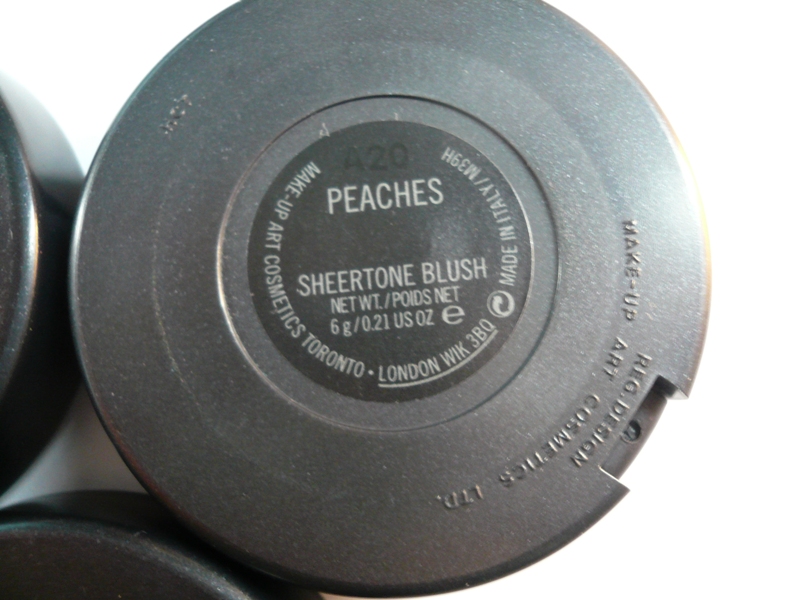 A20
PEACHES
SHEERTONE BLUSH
NET WT./POIDS NET
6 g/0.21 US OZ e
MAKE-UP ART COSMETICS TORONTO · LONDON W1K 3BQ
MADE IN ITALY/M39H
MAKE-UP ART COSMETICS LTD.
REG.DESIGN